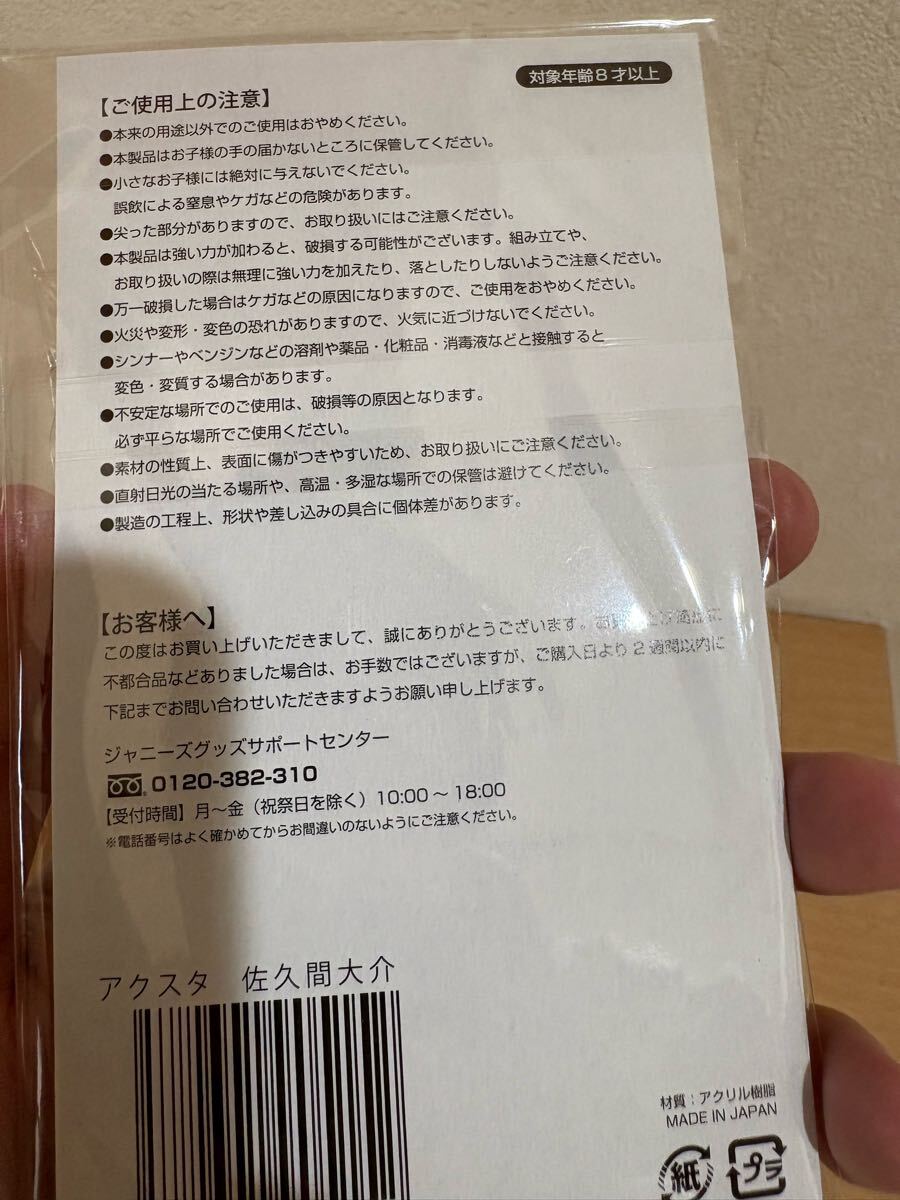 対象年齢8才以上
【ご使用上の注意】
●本来の用途以外でのご使用はおやめください。
●本製品はお子様の手の届かないところに保管してください。
●小さなお子様には絶対に与えないでください。
誤飲による窒息やケガなどの危険があります。
●尖った部分がありますので、お取り扱いにはご注意ください。
●本製品は強い力が加わると、破損する可能性がございます。組み立てや、
お取り扱いの際は無理に強い力を加えたり、落としたりしないようご注意ください。
●万一破損した場合はケガなどの原因になりますので、ご使用をおやめください。
●火災や変形・変色の恐れがありますので、火気に近づけないでください。
●シンナーやベンジンなどの溶剤や薬品・化粧品・消毒液などと接触すると
変色・変質する場合があります。
●不安定な場所でのご使用は、破損等の原因となります。
必ず平らな場所でご使用ください。
●素材の性質上、表面に傷がつきやすいため、お取り扱いにご注意ください。
●直射日光の当たる場所や、高温・多湿な場所での保管は避けてください。
●製造の工程上、形状や差し込みの具合に個体差があります。
【お客様へ】
この度はお買い上げいただきまして、誠にありがとうございます。
不都合品などありました場合は、お手数ではございますが、ご購入日より2週間以内に
下記までお問い合わせいただきますようお願い申し上げます。
ジャニーズグッズサポートセンター
0120-382-310
【受付時間】月～金（祝祭日を除く）10:00～18:00
※電話番号はよく確かめてからお間違いのないようにご注意ください。
アクスタ 佐久間大介
材質：アクリル樹脂
MADE IN JAPAN
紙 プラ